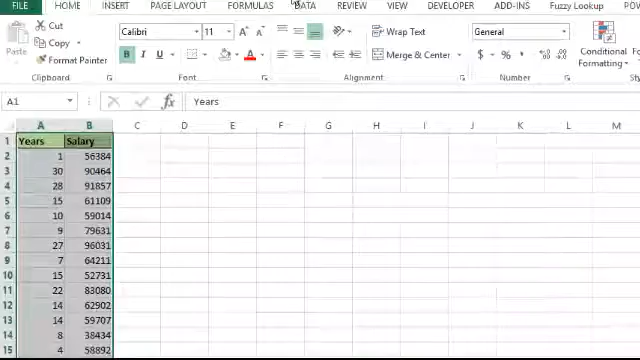 FILE HOME INSERT PAGE LAYOUT FORMULAS DATA REVIEW VIEW DEVELOPER ADD-INS Fuzzy Lookup POV
Cut
Copy
Format Painter
Paste
Clipboard
Calibri 11 A A
B I U A
Font
Wrap Text
Merge & Center
Alignment
General
$ % ,
Number
Conditional
Formatting
A1 fx Years
A B C D E F G H I J K L M
1 Years Salary
2 1 56384
3 30 90464
4 28 91857
5 15 61109
6 10 59014
7 9 79631
8 27 96031
9 7 64211
10 15 52731
11 22 83080
12 14 62902
13 14 59707
14 8 38434
15 4 58892